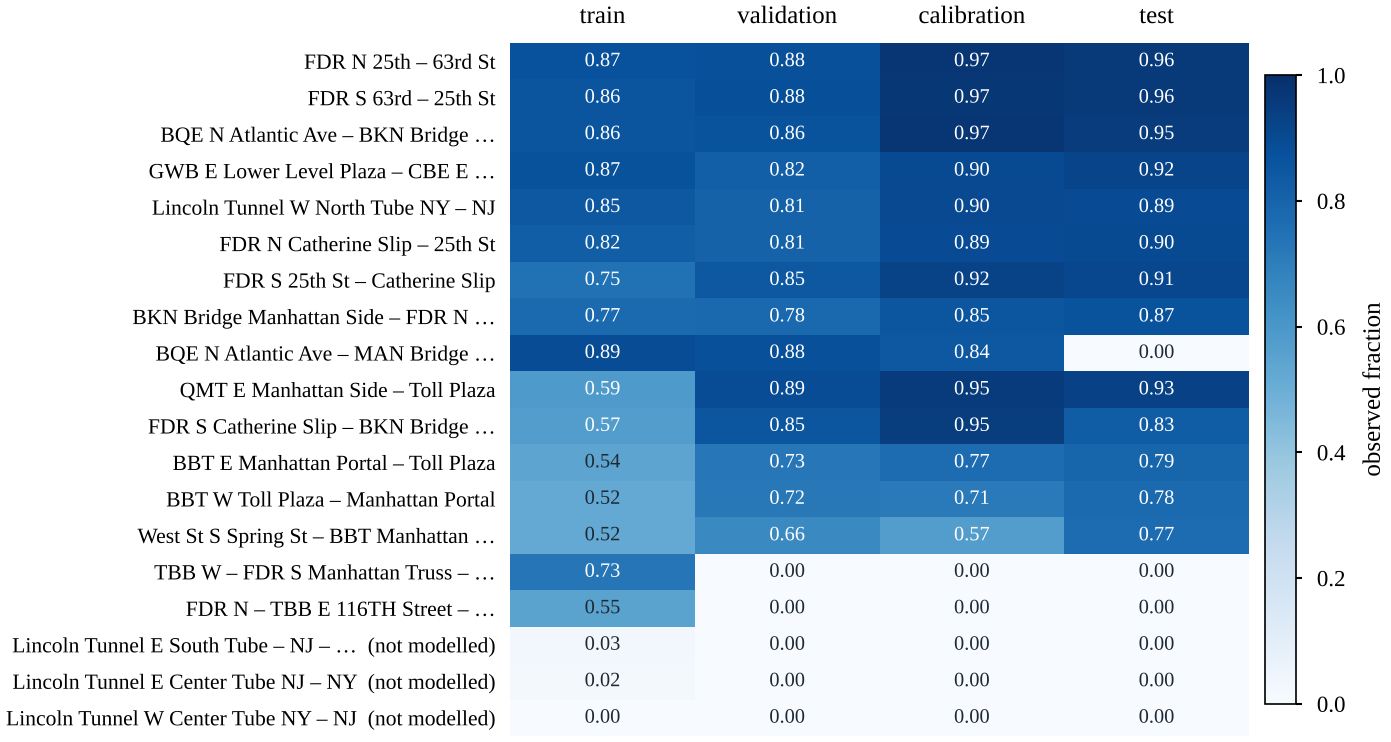 train validation calibration test
FDR N 25th – 63rd St 0.87 0.88 0.97 0.96
FDR S 63rd – 25th St 0.86 0.88 0.97 0.96
BQE N Atlantic Ave – BKN Bridge … 0.86 0.86 0.97 0.95
GWB E Lower Level Plaza – CBE E … 0.87 0.82 0.90 0.92
Lincoln Tunnel W North Tube NY – NJ 0.85 0.81 0.90 0.89
FDR N Catherine Slip – 25th St 0.82 0.81 0.89 0.90
FDR S 25th St – Catherine Slip 0.75 0.85 0.92 0.91
BKN Bridge Manhattan Side – FDR N … 0.77 0.78 0.85 0.87
BQE N Atlantic Ave – MAN Bridge … 0.89 0.88 0.84 0.00
QMT E Manhattan Side – Toll Plaza 0.59 0.89 0.95 0.93
FDR S Catherine Slip – BKN Bridge … 0.57 0.85 0.95 0.83
BBT E Manhattan Portal – Toll Plaza 0.54 0.73 0.77 0.79
BBT W Toll Plaza – Manhattan Portal 0.52 0.72 0.71 0.78
West St S Spring St – BBT Manhattan … 0.52 0.66 0.57 0.77
TBB W – FDR S Manhattan Truss – … 0.73 0.00 0.00 0.00
FDR N – TBB E 116TH Street – … 0.55 0.00 0.00 0.00
Lincoln Tunnel E South Tube – NJ – … (not modelled) 0.03 0.00 0.00 0.00
Lincoln Tunnel E Center Tube NJ – NY (not modelled) 0.02 0.00 0.00 0.00
Lincoln Tunnel W Center Tube NY – NJ (not modelled) 0.00 0.00 0.00 0.00
1.0
0.8
0.6
0.4
0.2
0.0
observed fraction